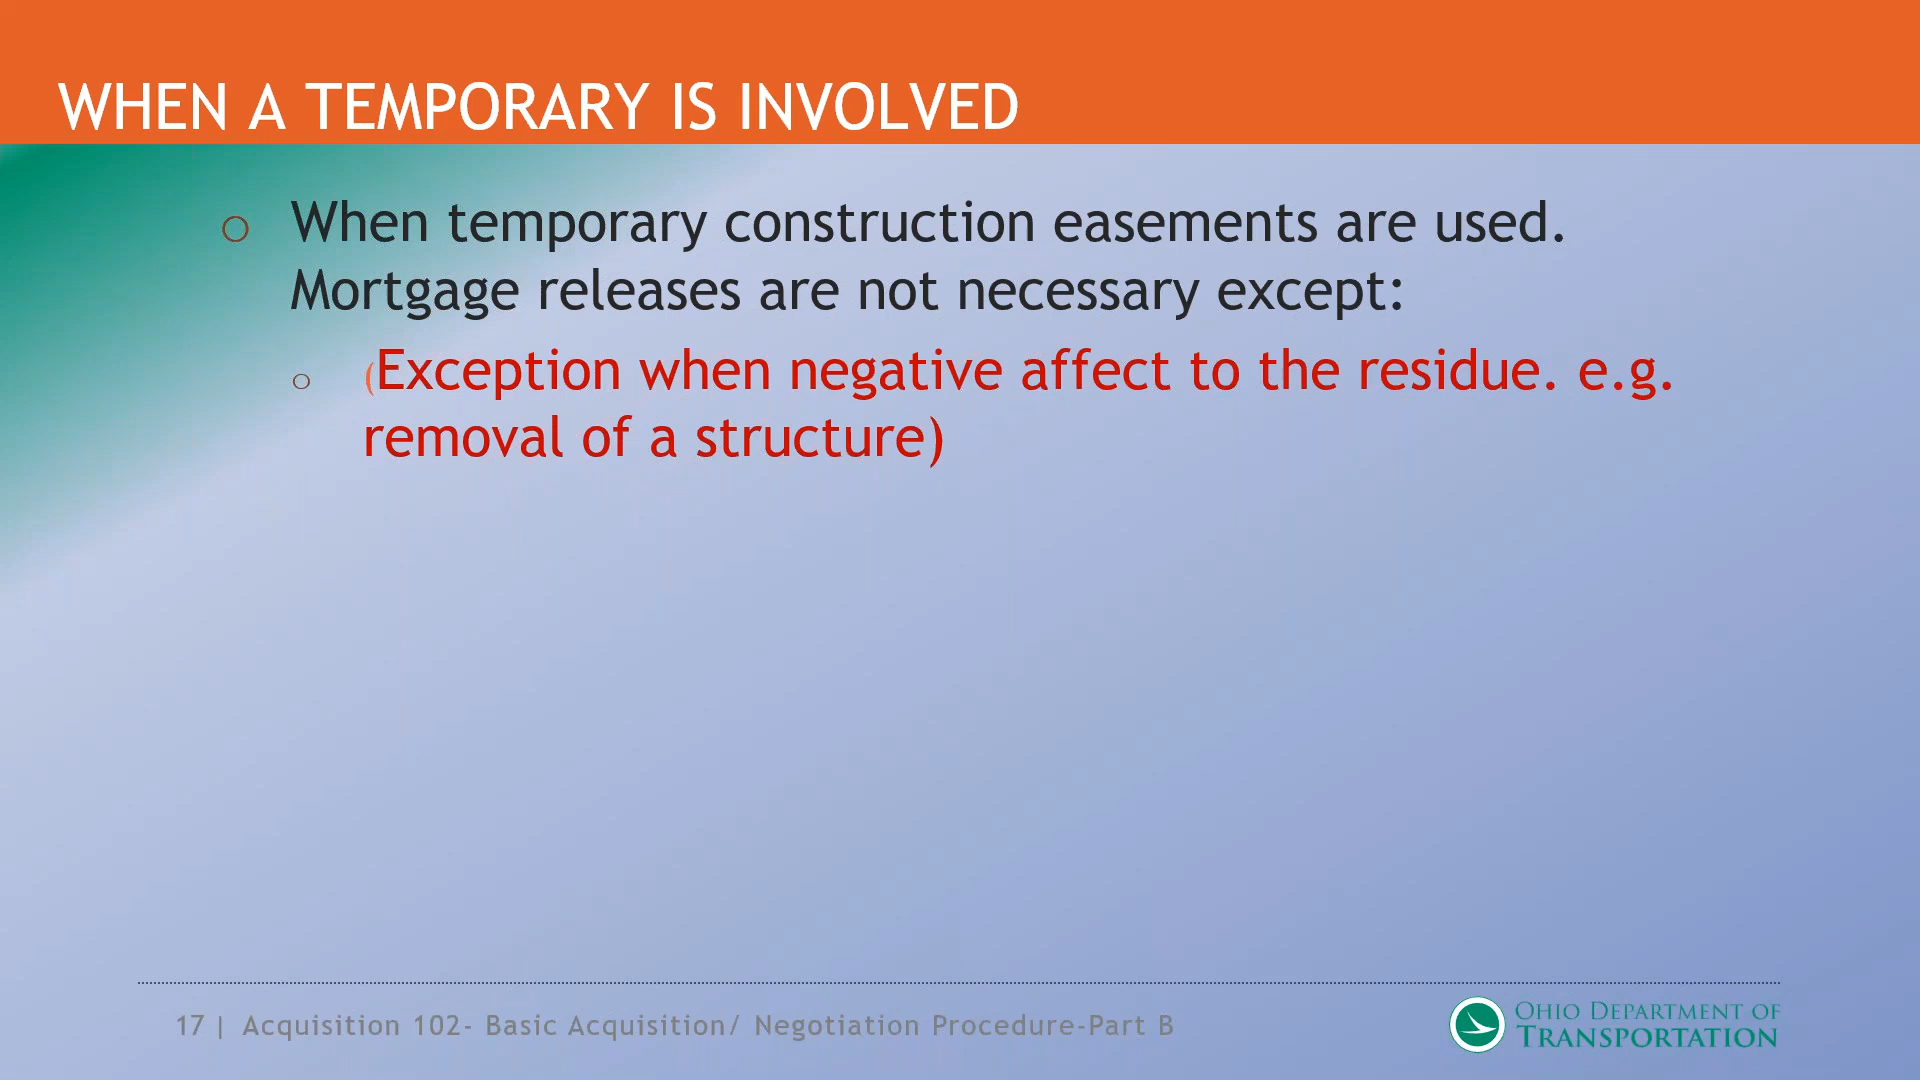 WHEN A TEMPORARY IS INVOLVED
When temporary construction easements are used.
Mortgage releases are not necessary except:
(Exception when negative affect to the residue. e.g.
removal of a structure)
17 | Acquisition 102- Basic Acquisition/ Negotiation Procedure-Part B
OHIO DEPARTMENT OF
TRANSPORTATION